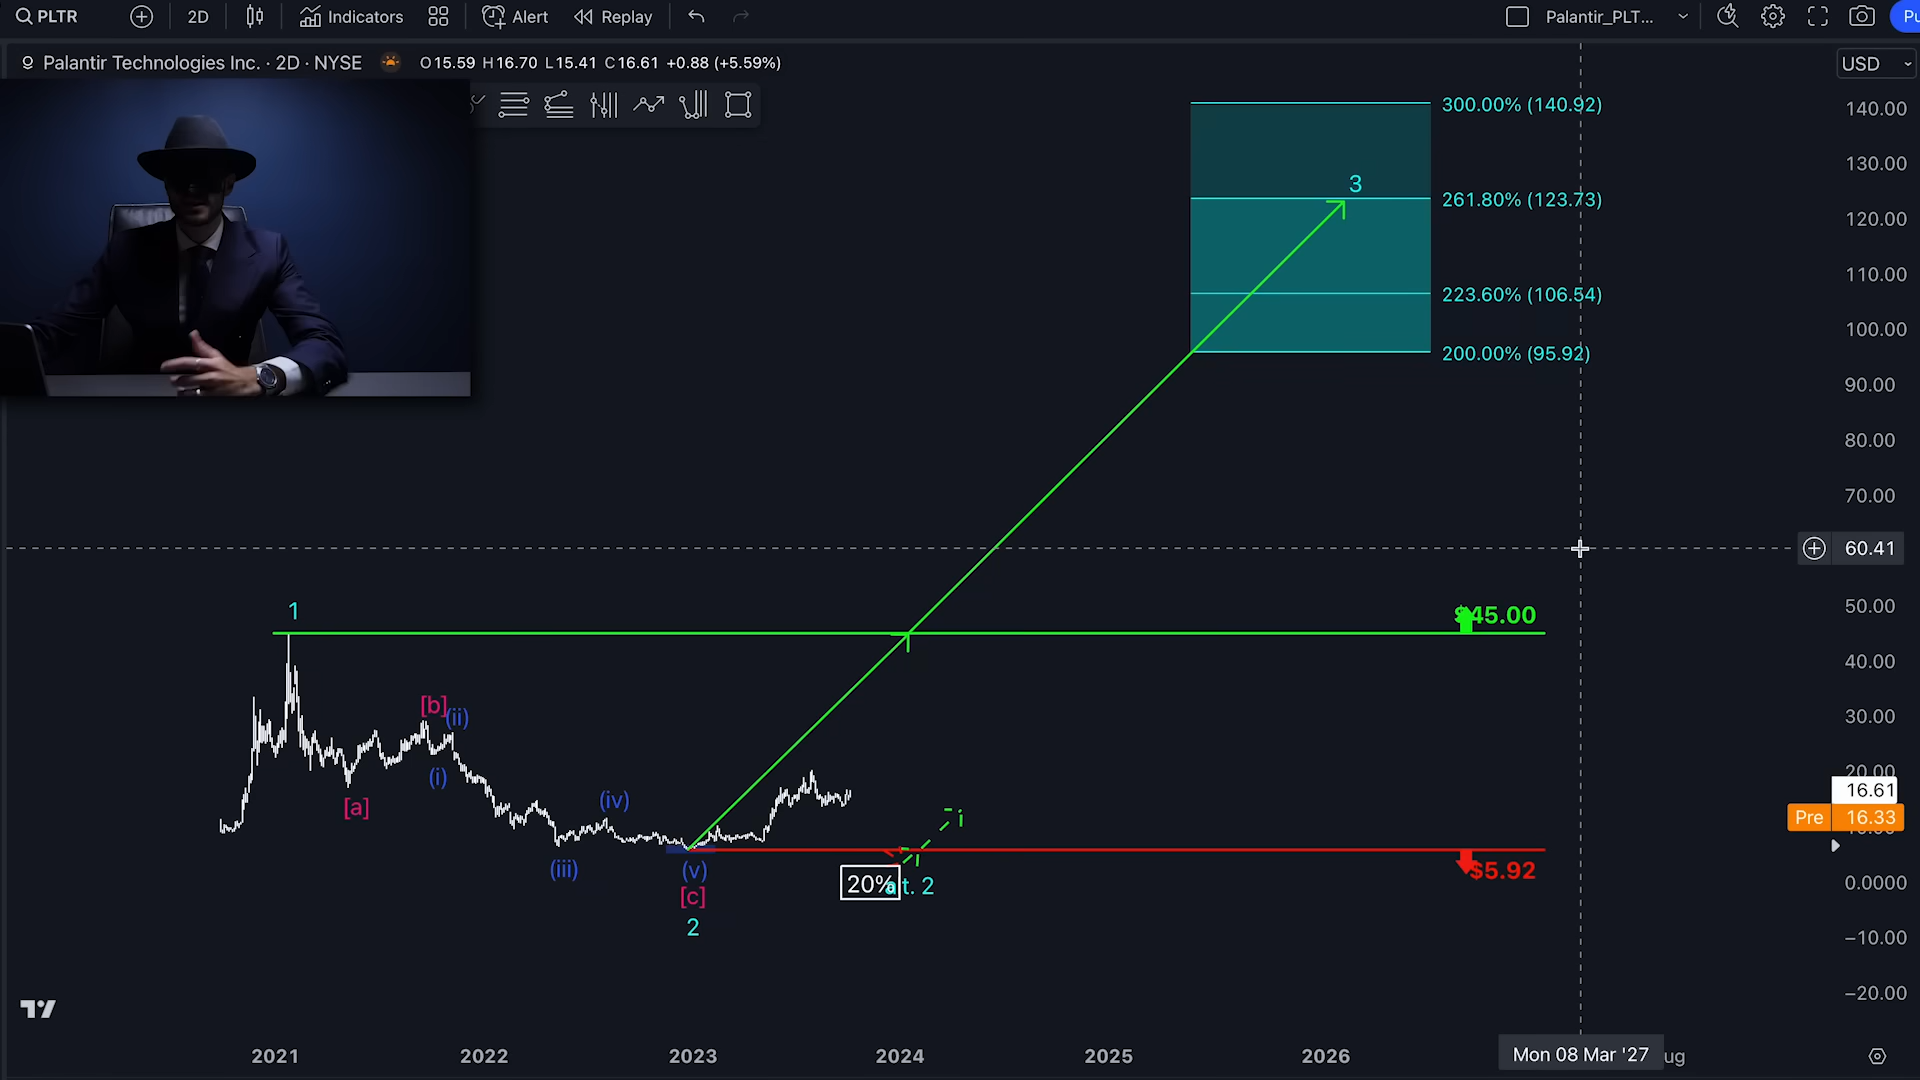 PLTR
2D
Indicators
Alert
Replay
Palantir_PLT...
Pu
Palantir Technologies Inc. · 2D · NYSE
O15.59 H16.70 L15.41 C16.61 +0.88 (+5.59%)
USD
300.00% (140.92)
140.00
130.00
3
261.80% (123.73)
120.00
110.00
223.60% (106.54)
100.00
200.00% (95.92)
90.00
80.00
70.00
60.41
1
$45.00
50.00
40.00
[b]
(ii)
30.00
(i)
20.00
[a]
(iv)
16.61
i
Pre 16.33
(iii)
(v)
$5.92
20%
alt. 2
0.0000
[c]
2
−10.00
−20.00
2021
2022
2023
2024
2025
2026
Mon 08 Mar '27
ug